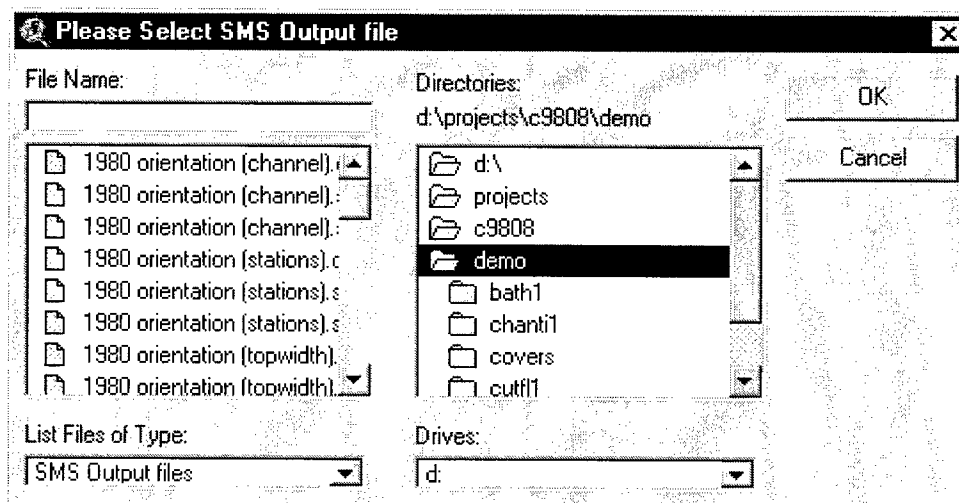 Please Select SMS Output file
File Name:
1980 orientation (channel).
1980 orientation (channel).
1980 orientation (channel).
1980 orientation (stations).
1980 orientation (stations).s
1980 orientation (stations).s
1980 orientation (topwidth).
1980 orientation (topwidth).
List Files of Type:
SMS Output files
Directories:
d:\projects\c9808\demo
d:\
projects
c9808
demo
bath1
chanti1
covers
cutfl1
Drives:
d:
OK
Cancel